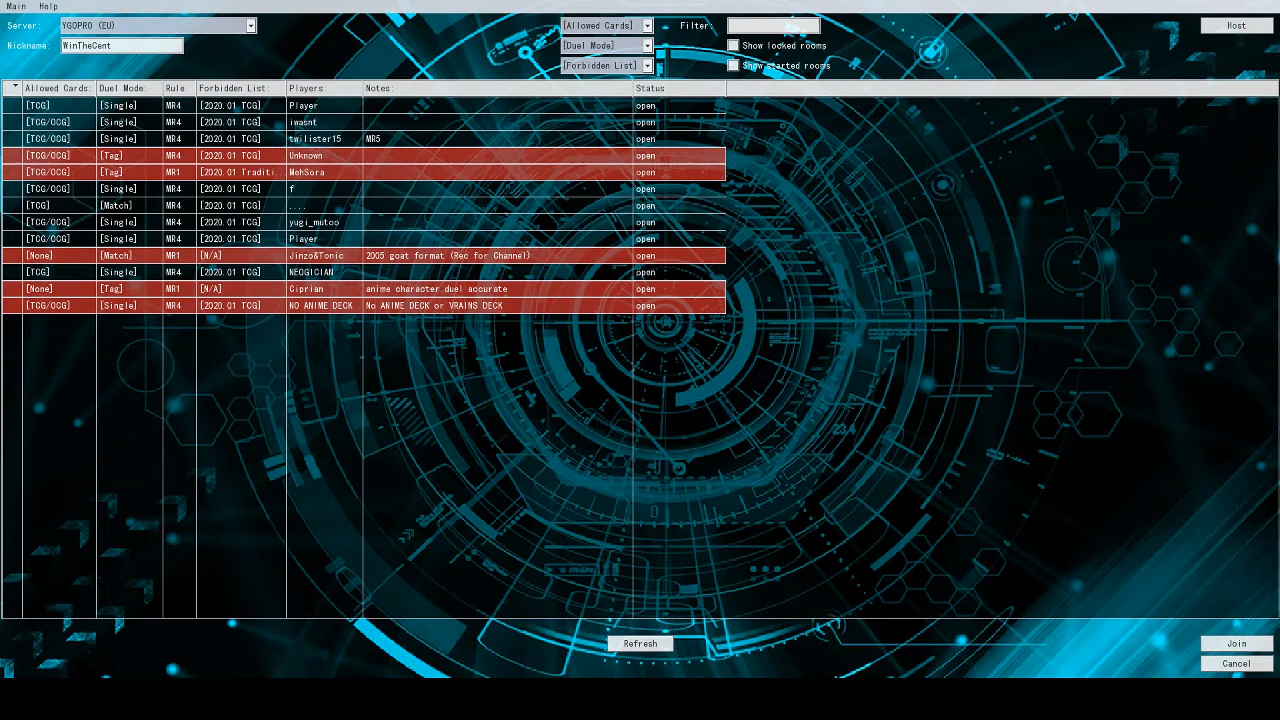 Main Help
Server: YGOPRO (EU) [Allowed Cards] Filter: Host
Nickname: WinTheCent [Duel Mode] Show locked rooms
[Forbidden List] Show started rooms
Allowed Cards: Duel Mode: Rule Forbidden List: Players: Notes: Status
[TCG] [Single] MR4 [2020.01 TCG] Player open
[TCG/OCG] [Single] MR4 [2020.01 TCG] iwasnt open
[TCG/OCG] [Single] MR4 [2020.01 TCG] twilister15 MR5 open
[TCG/OCG] [Tag] MR4 [2020.01 TCG] Unknown open
[TCG/OCG] [Tag] MR1 [2020.01 Traditi. MehSora open
[TCG/OCG] [Single] MR4 [2020.01 TCG] f open
[TCG] [Match] MR4 [2020.01 TCG] .... open
[TCG/OCG] [Single] MR4 [2020.01 TCG] yugi_mutoo open
[TCG/OCG] [Single] MR4 [2020.01 TCG] Player open
[None] [Match] MR1 [N/A] Jinzo&Tonic 2005 goat format (Rec for Channel) open
[TCG] [Single] MR4 [2020.01 TCG] NEOGICIAN open
[None] [Tag] MR1 [N/A] Ciprian anime character duel accurate open
[TCG/OCG] [Single] MR4 [2020.01 TCG] NO ANIME DECK No ANIME DECK or VRAINS DECK open
234
Refresh Join
Cancel